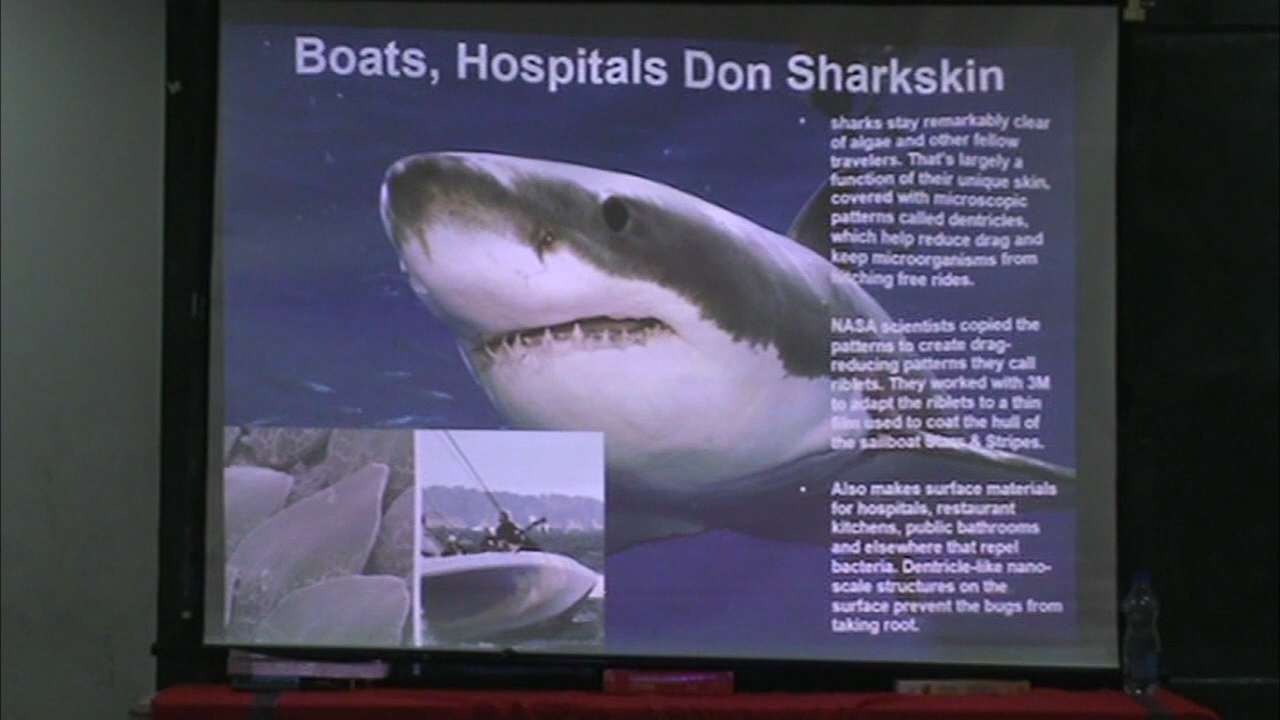 Boats, Hospitals Don Sharkskin
• sharks stay remarkably clear
of algae and other fellow
travelers. That's largely a
function of their unique skin,
covered with microscopic
patterns called dentricles,
which help reduce drag and
keep microorganisms from
free rides.
NASA scientists copied the
patterns to create drag-
reducing patterns they call
riblets. They worked with 3M
to adapt the riblets to a thin
film used to coat the hull of
the sailboat Stars & Stripes.
• Also makes surface materials
for hospitals, restaurant
kitchens, public bathrooms
and elsewhere that repel
bacteria. Dentricle-like nano-
scale structures on the
surface prevent the bugs from
taking root.